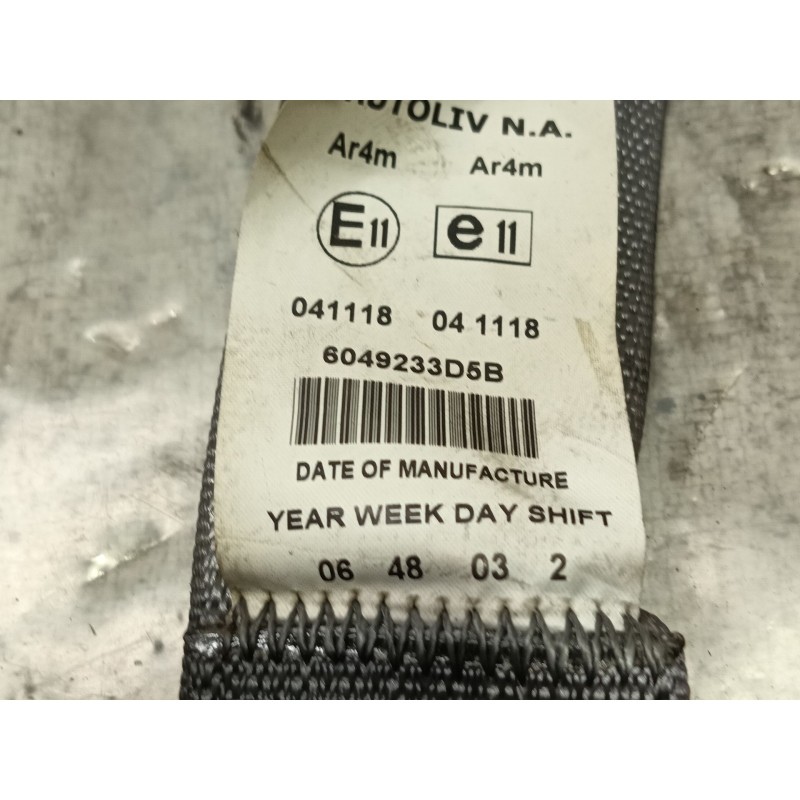 AUTOLIV N.A.
Ar4m Ar4m
E11 e11
041118 04 1118
6049233D5B
DATE OF MANUFACTURE
YEAR WEEK DAY SHIFT
06 48 03 2